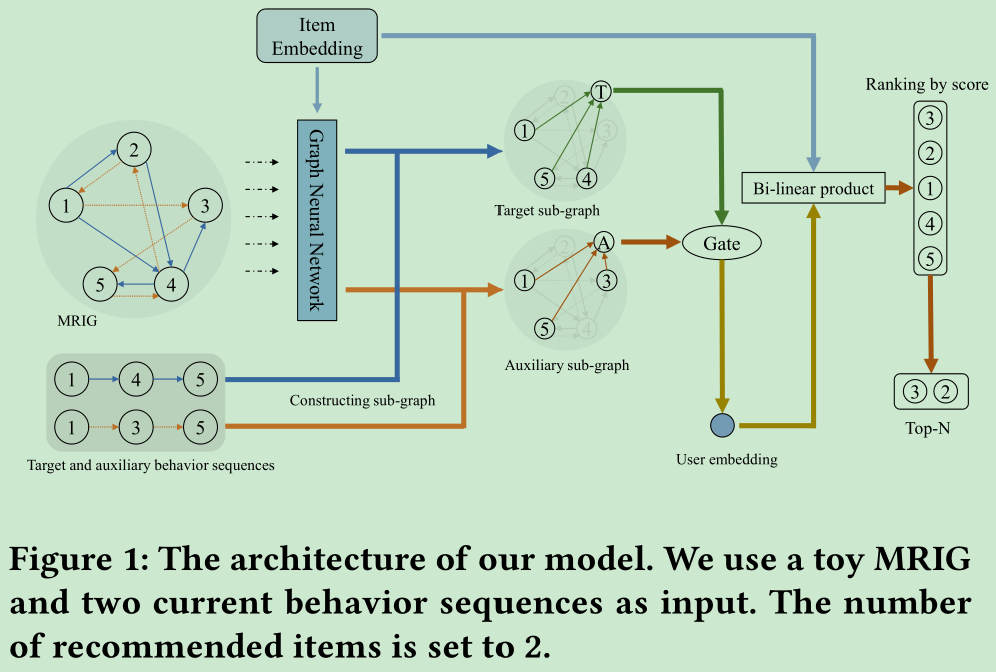 Item
Embedding
Graph Neural Network
1
2
3
4
5
MRIG
1 4 5
1 3 5
Target and auxiliary behavior sequences
Constructing sub-graph
2
T
1
3
5
4
Target sub-graph
2
A
1
3
5
4
Auxiliary sub-graph
Gate
User embedding
Bi-linear product
Ranking by score
3
2
1
4
5
3 2
Top-N
Figure 1: The architecture of our model. We use a toy MRIG
and two current behavior sequences as input. The number
of recommended items is set to 2.